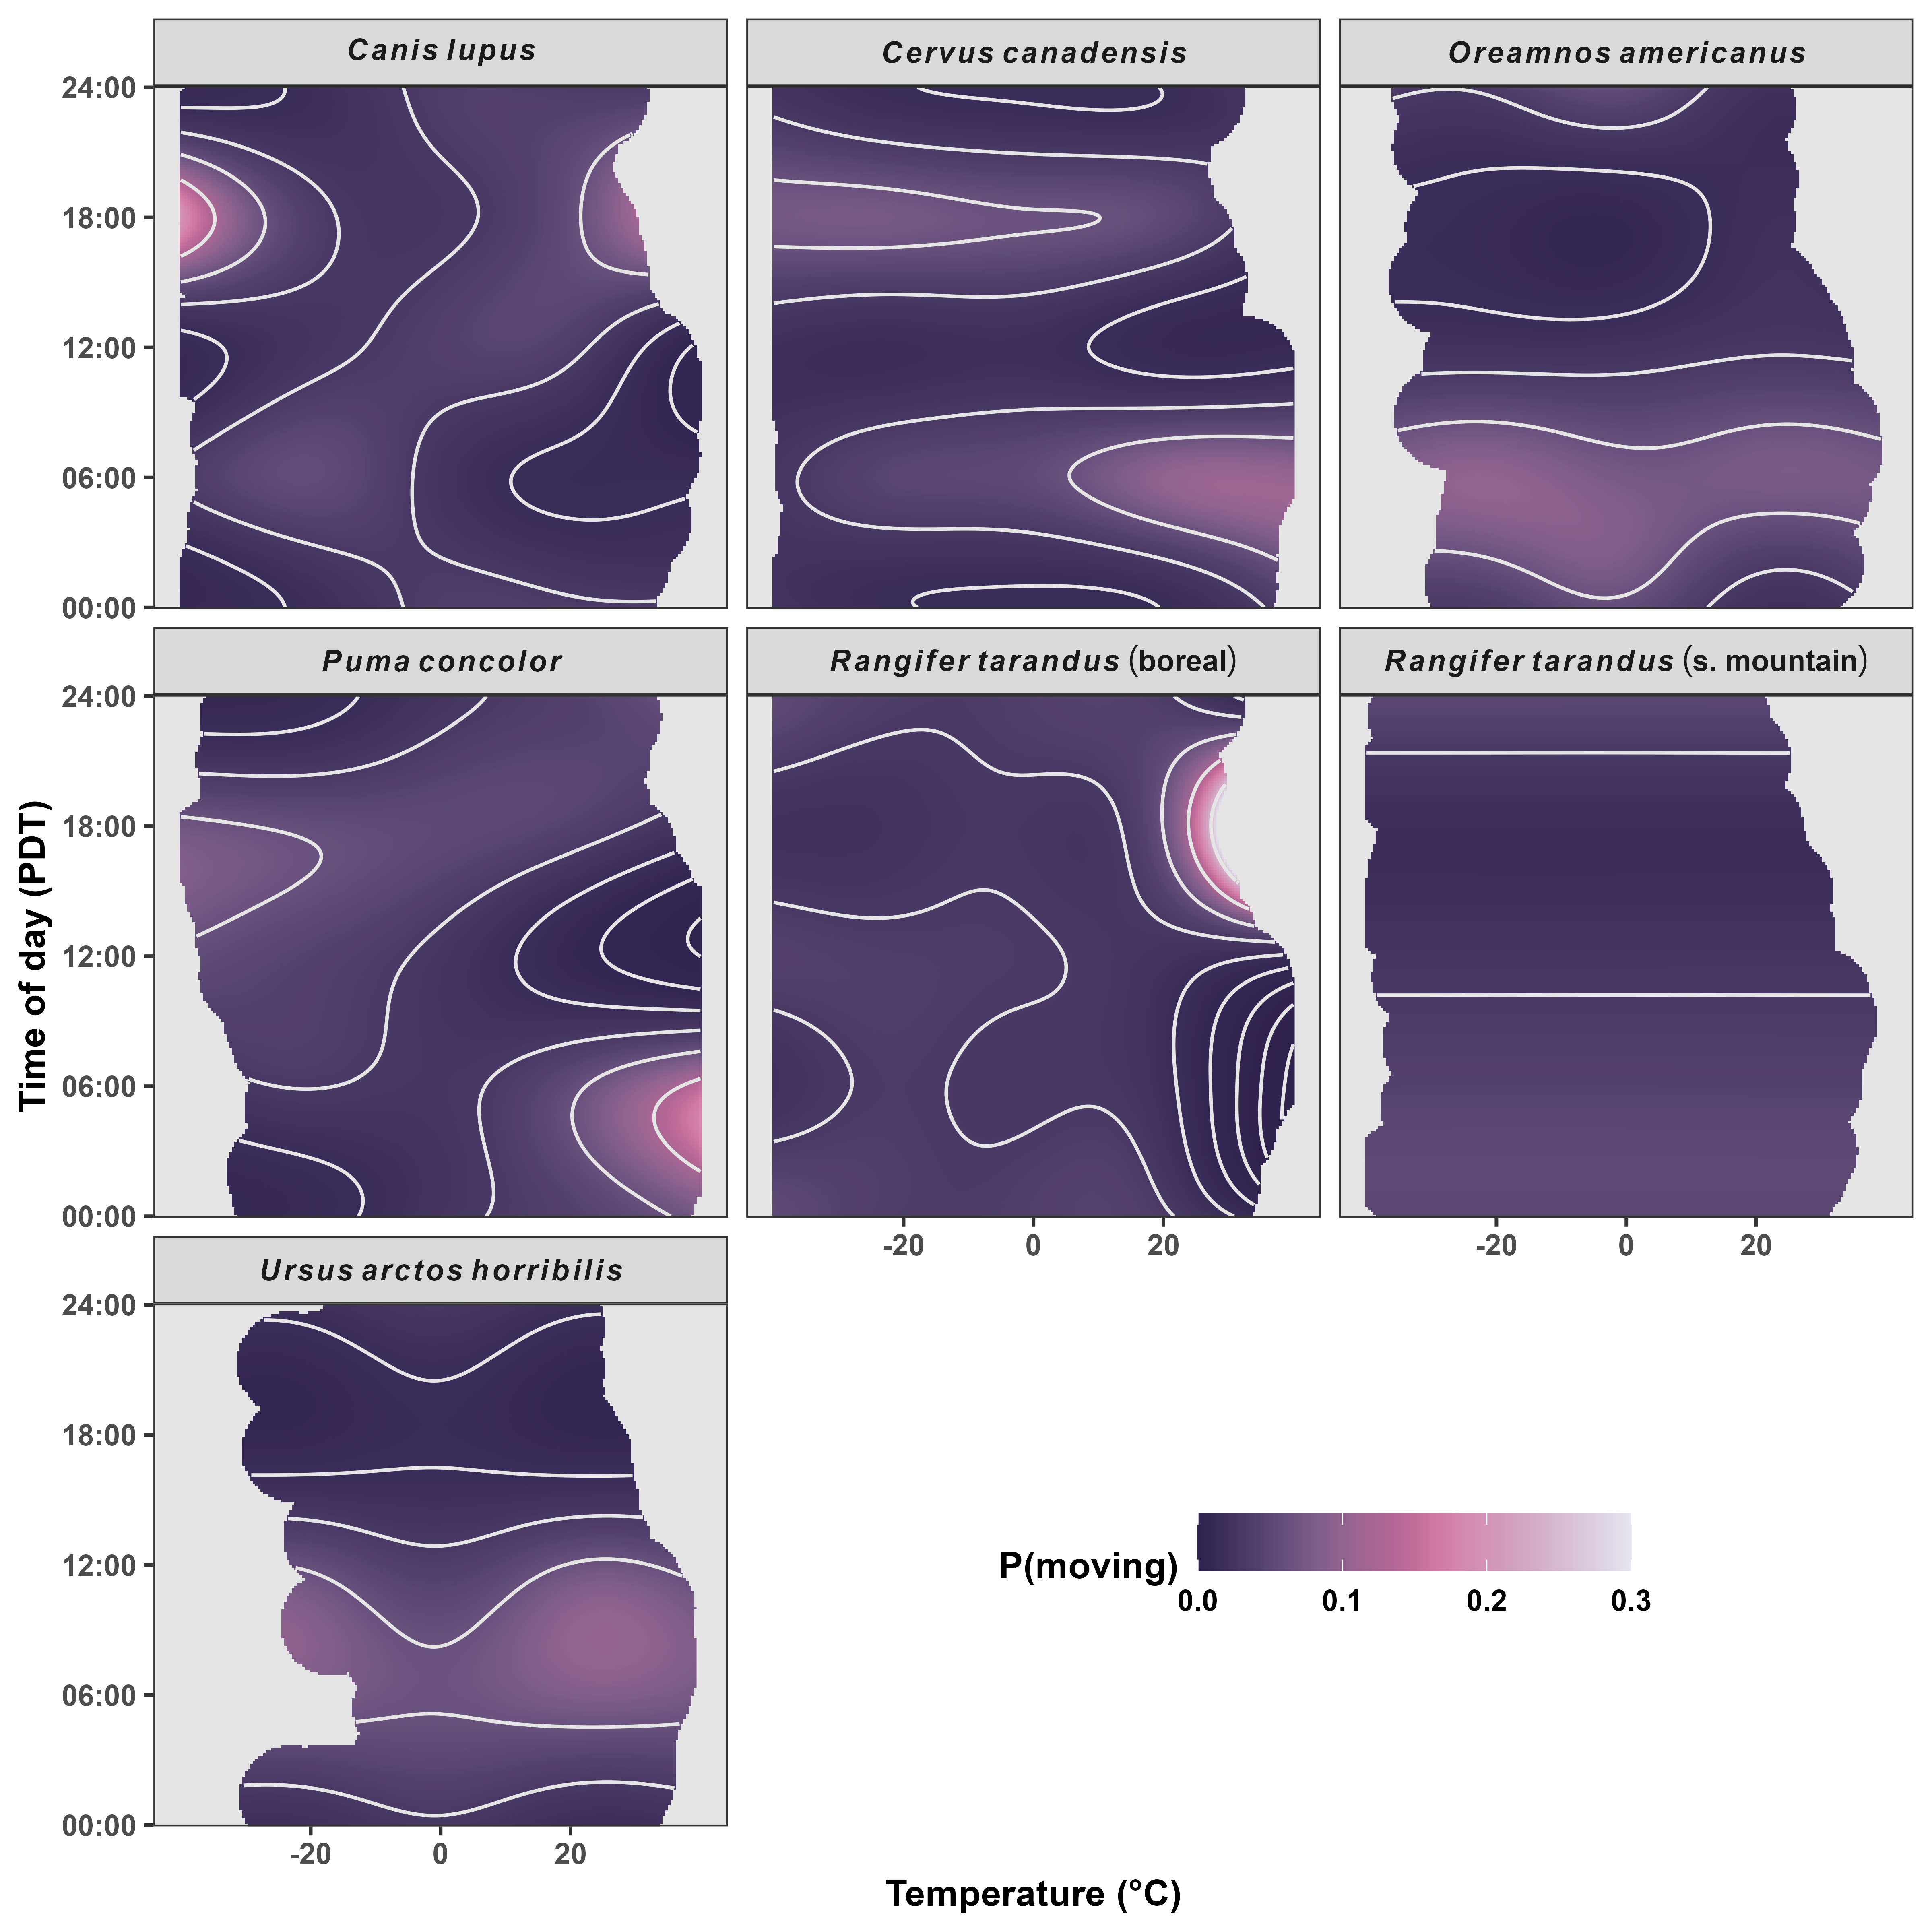 Canis lupus
Cervus canadensis
Oreamnos americanus
24:00
18:00
12:00
06:00
00:00
Puma concolor
Rangifer tarandus (boreal)
Rangifer tarandus (s. mountain)
24:00
18:00
12:00
06:00
00:00
-20 0 20
-20 0 20
Time of day (PDT)
Ursus arctos horribilis
24:00
18:00
12:00
06:00
00:00
-20 0 20
P(moving)
0.0 0.1 0.2 0.3
Temperature (°C)